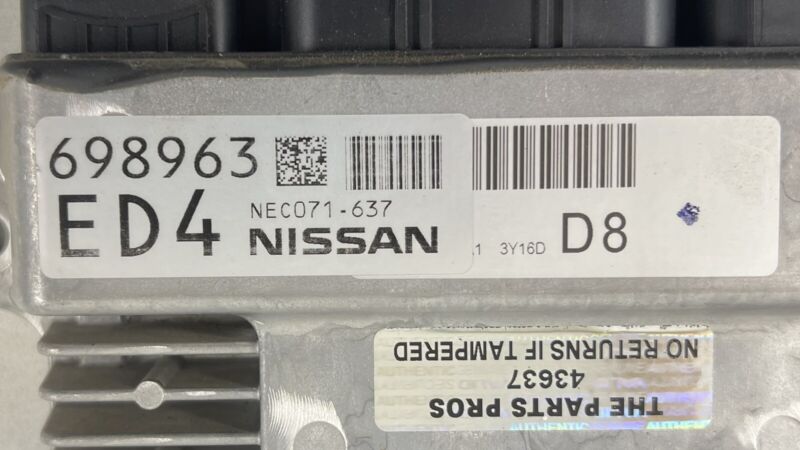 698963
ED4
NEC071-637
NISSAN
1 3Y16D D8
THE PARTS PROS
43637
NO RETURNS IF TAMPERED